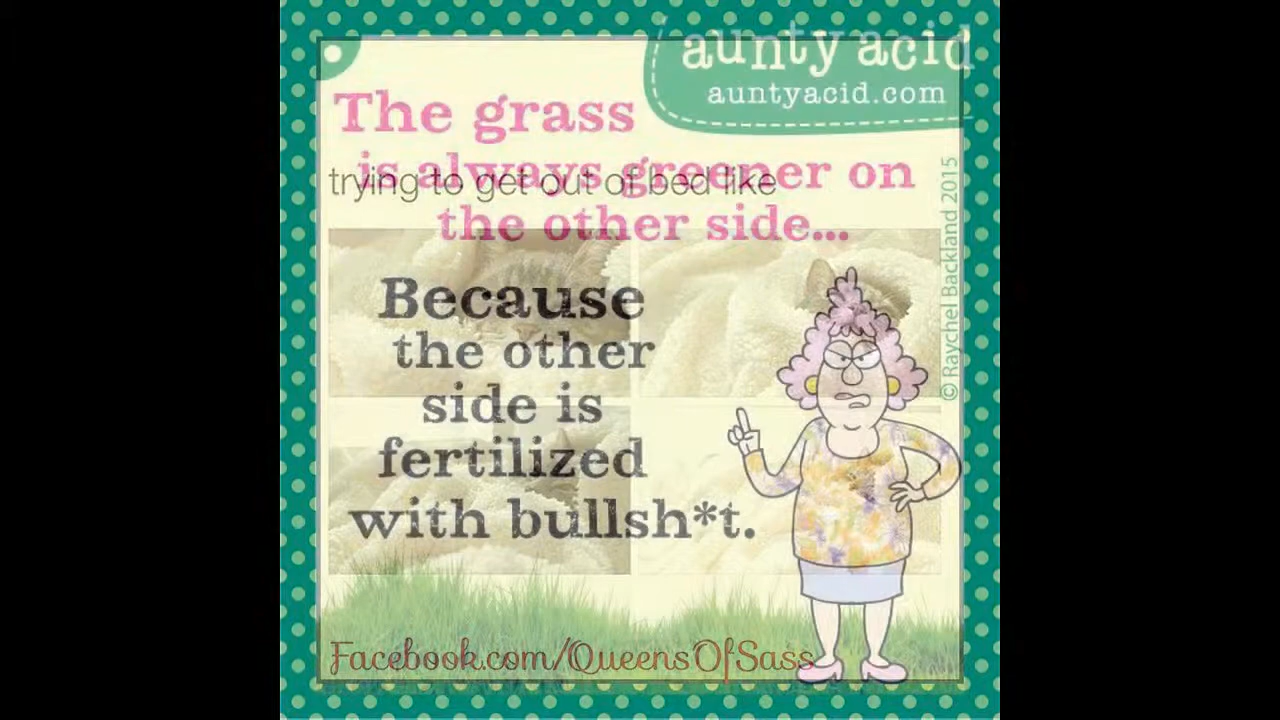 aunty acid
auntyacid.com
The grass
is always greener on
trying to get out of bed like
the other side...
Because
the other
side is
fertilized
with bullsh*t.
©Raychel Backland 2015
Facebook.com/QueensOfSass